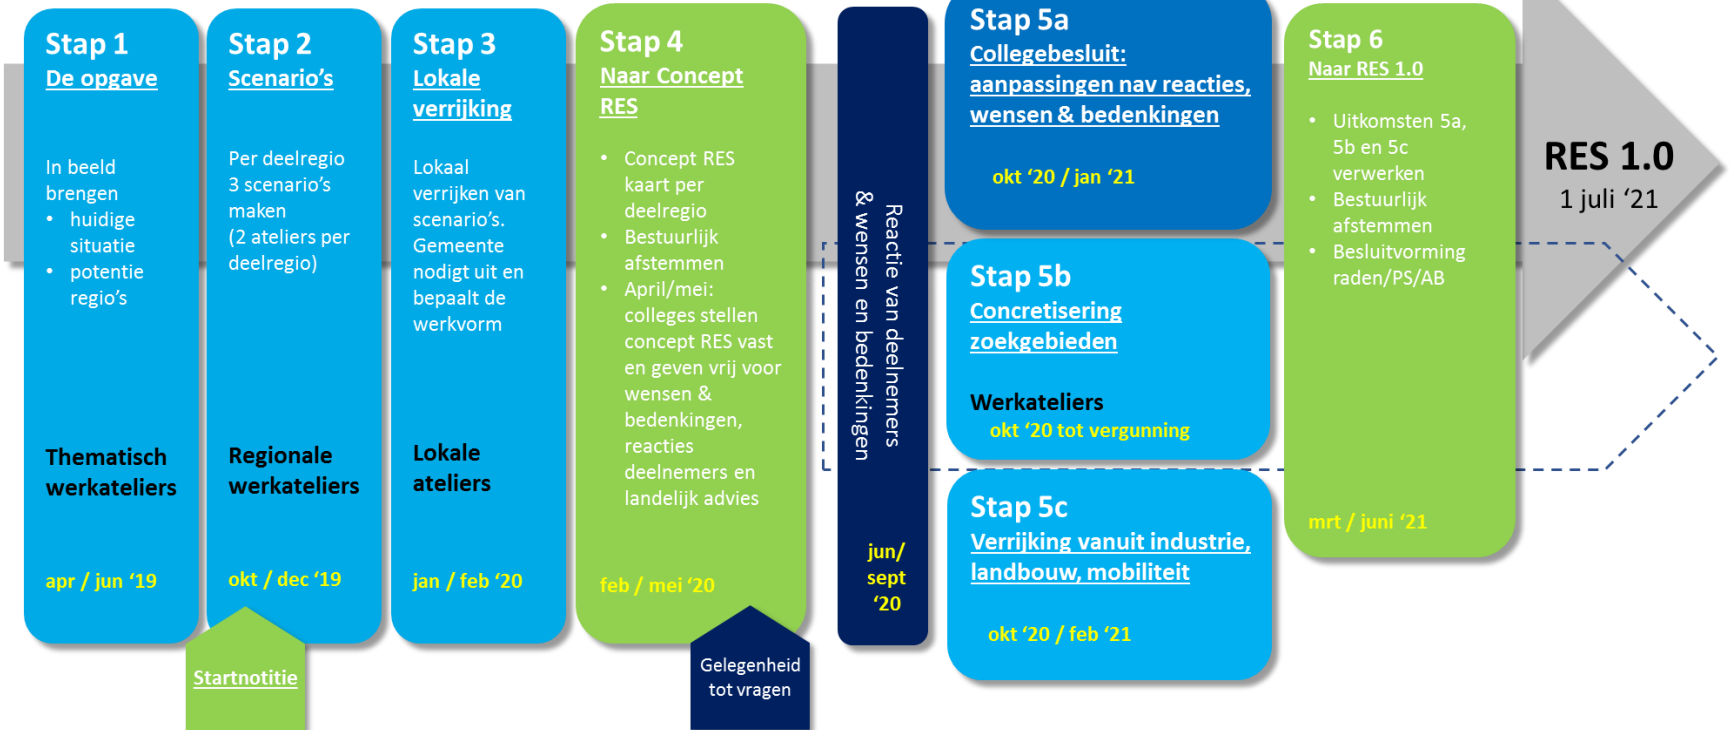 Stap 1
De opgave
In beeld
brengen
• huidige
situatie
• potentie
regio's
Thematisch
werkateliers
apr / jun '19
Stap 2
Scenario's
Per deelregio
3 scenario's
maken
(2 ateliers per
deelregio)
Regionale
werkateliers
okt / dec '19
Startnotitie
Stap 3
Lokale
verrijking
Lokaal
verrijken van
scenario's.
Gemeente
nodigt uit en
bepaalt de
werkvorm
Lokale
ateliers
jan / feb '20
Stap 4
Naar Concept
RES
• Concept RES
kaart per
deelregio
• Bestuurlijk
afstemmen
• April/mei:
colleges stellen
concept RES vast
en geven vrij voor
wensen &
bedenkingen,
reacties
deelnemers en
landelijk advies
feb / mei '20
Gelegenheid
tot vragen
Reactie van deelnemers
& wensen en bedenkingen
jun/
sept
'20
Stap 5a
Collegebesluit:
aanpassingen nav reacties,
wensen & bedenkingen
okt '20 / jan '21
Stap 5b
Concretisering
zoekgebieden
Werkateliers
okt '20 tot vergunning
Stap 5c
Verrijking vanuit industrie,
landbouw, mobiliteit
okt '20 / feb '21
Stap 6
Naar RES 1.0
• Uitkomsten 5a,
5b en 5c
verwerken
• Bestuurlijk
afstemmen
• Besluitvorming
raden/PS/AB
mrt / juni '21
RES 1.0
1 juli '21